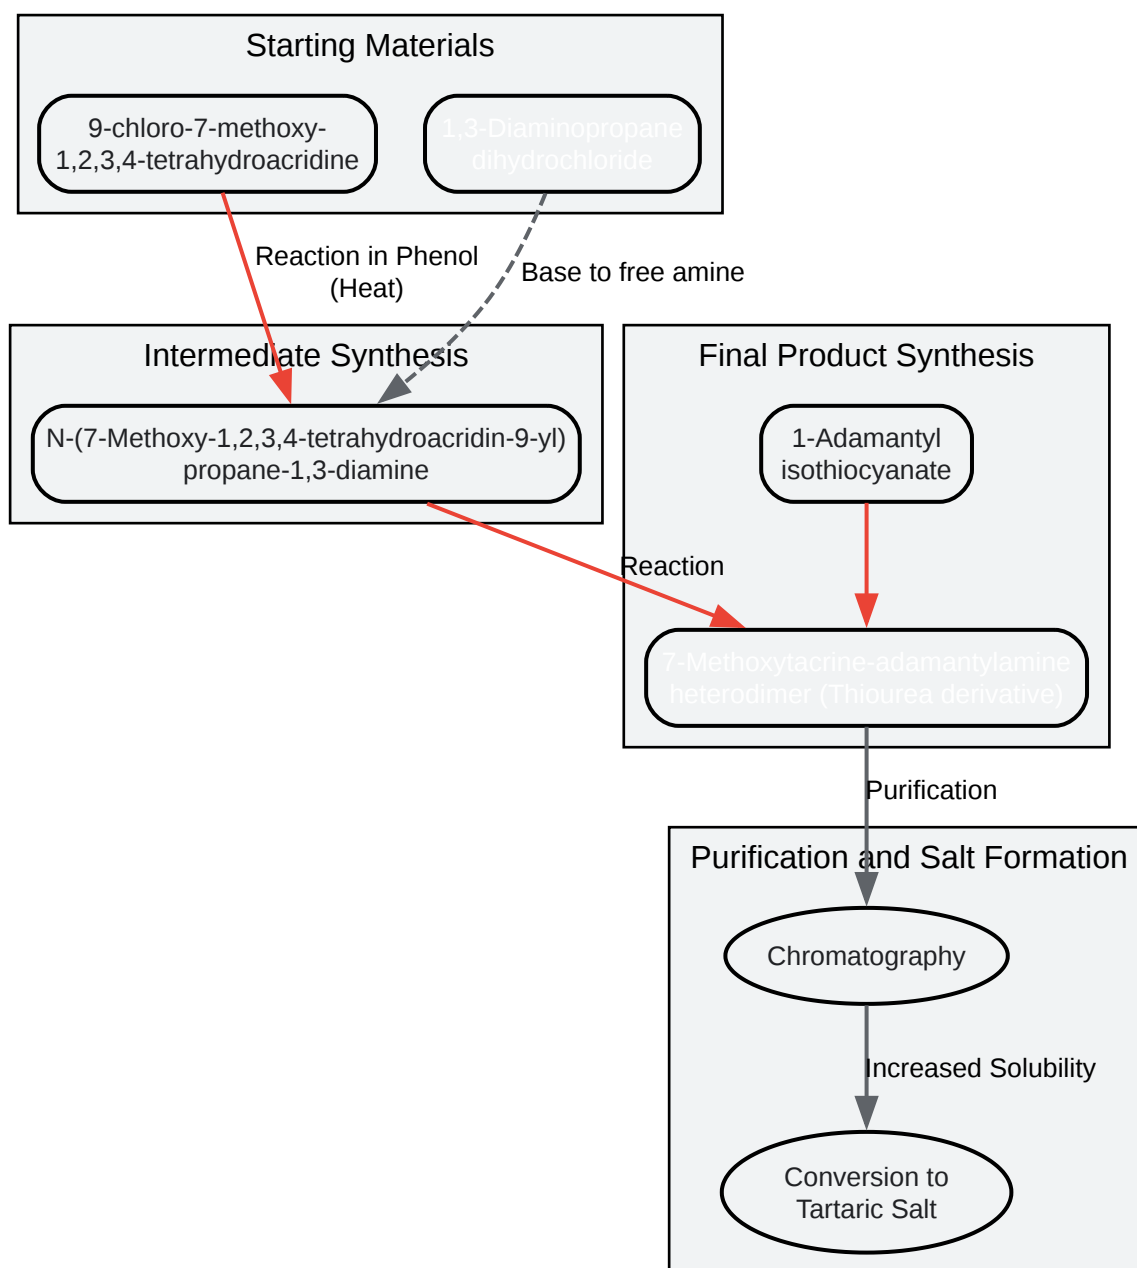 Starting Materials
9-chloro-7-methoxy-
1,2,3,4-tetrahydroacridine
1,3-Diaminopropane
dihydrochloride
Reaction in Phenol
(Heat)
Base to free amine
Intermediate Synthesis
N-(7-Methoxy-1,2,3,4-tetrahydroacridin-9-yl)
propane-1,3-diamine
Final Product Synthesis
1-Adamantyl
isothiocyanate
Reaction
7-Methoxytacrine-adamantylamine
heterodimer (Thiourea derivative)
Purification
Purification and Salt Formation
Chromatography
Increased Solubility
Conversion to
Tartaric Salt